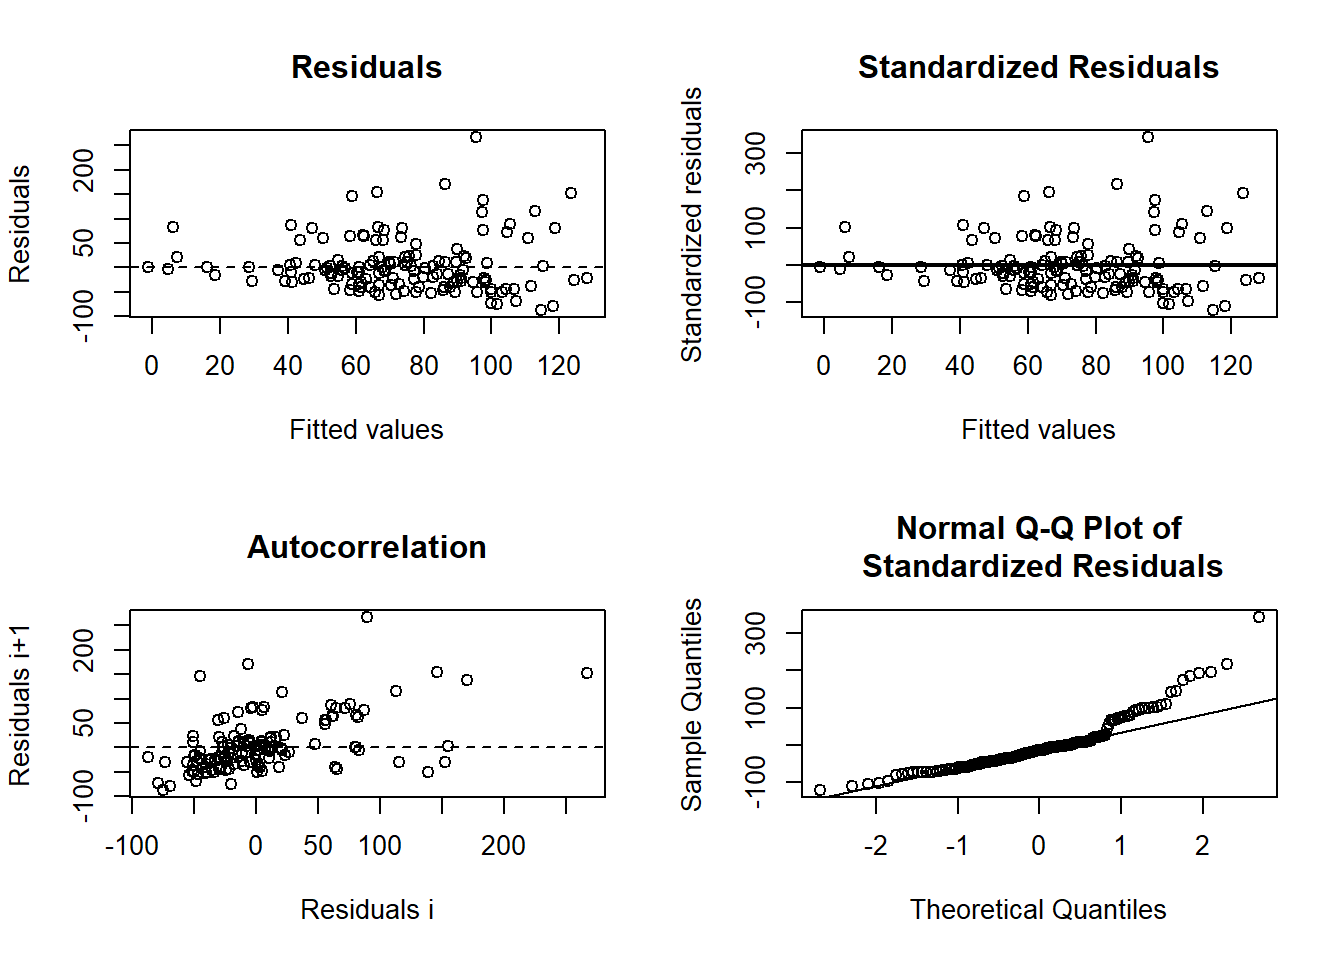 Residuals
Residuals
-100 50 200
0 20 40 60 80 100 120
Fitted values
Standardized Residuals
Standardized residuals
-100 100 300
0 20 40 60 80 100 120
Fitted values
Autocorrelation
Residuals i+1
-100 50 200
-100 0 50 100 200
Residuals i
Normal Q-Q Plot of
Standardized Residuals
Sample Quantiles
-100 100 300
-2 -1 0 1 2
Theoretical Quantiles